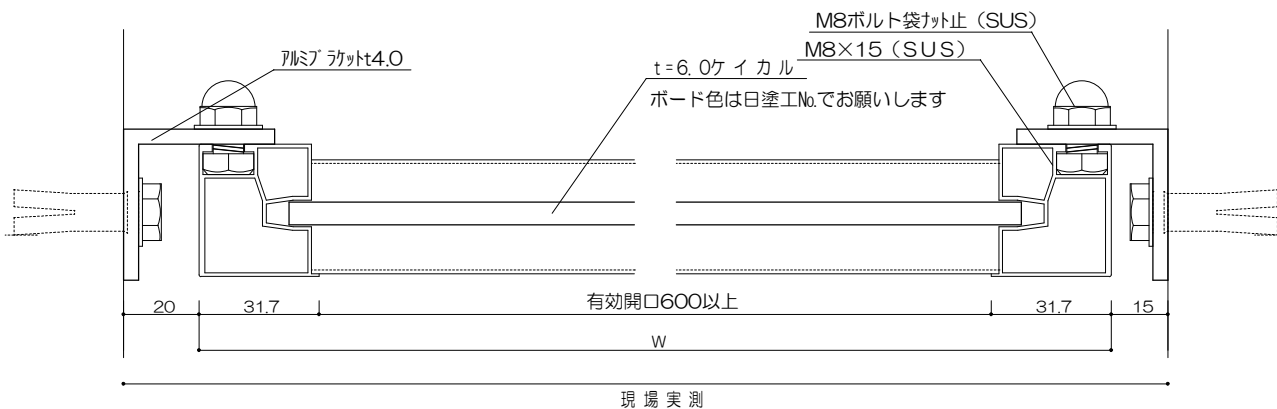 M8ボルト袋ﾅｯﾄ止（SUS）
M8×15（SUS）
ｱﾙﾐﾌﾞﾗｹｯﾄt4.0
t=6.0ケイカル
ボード色は日塗工№でお願いします
20 31.7 有効開口600以上 31.7 15
W
現場実測